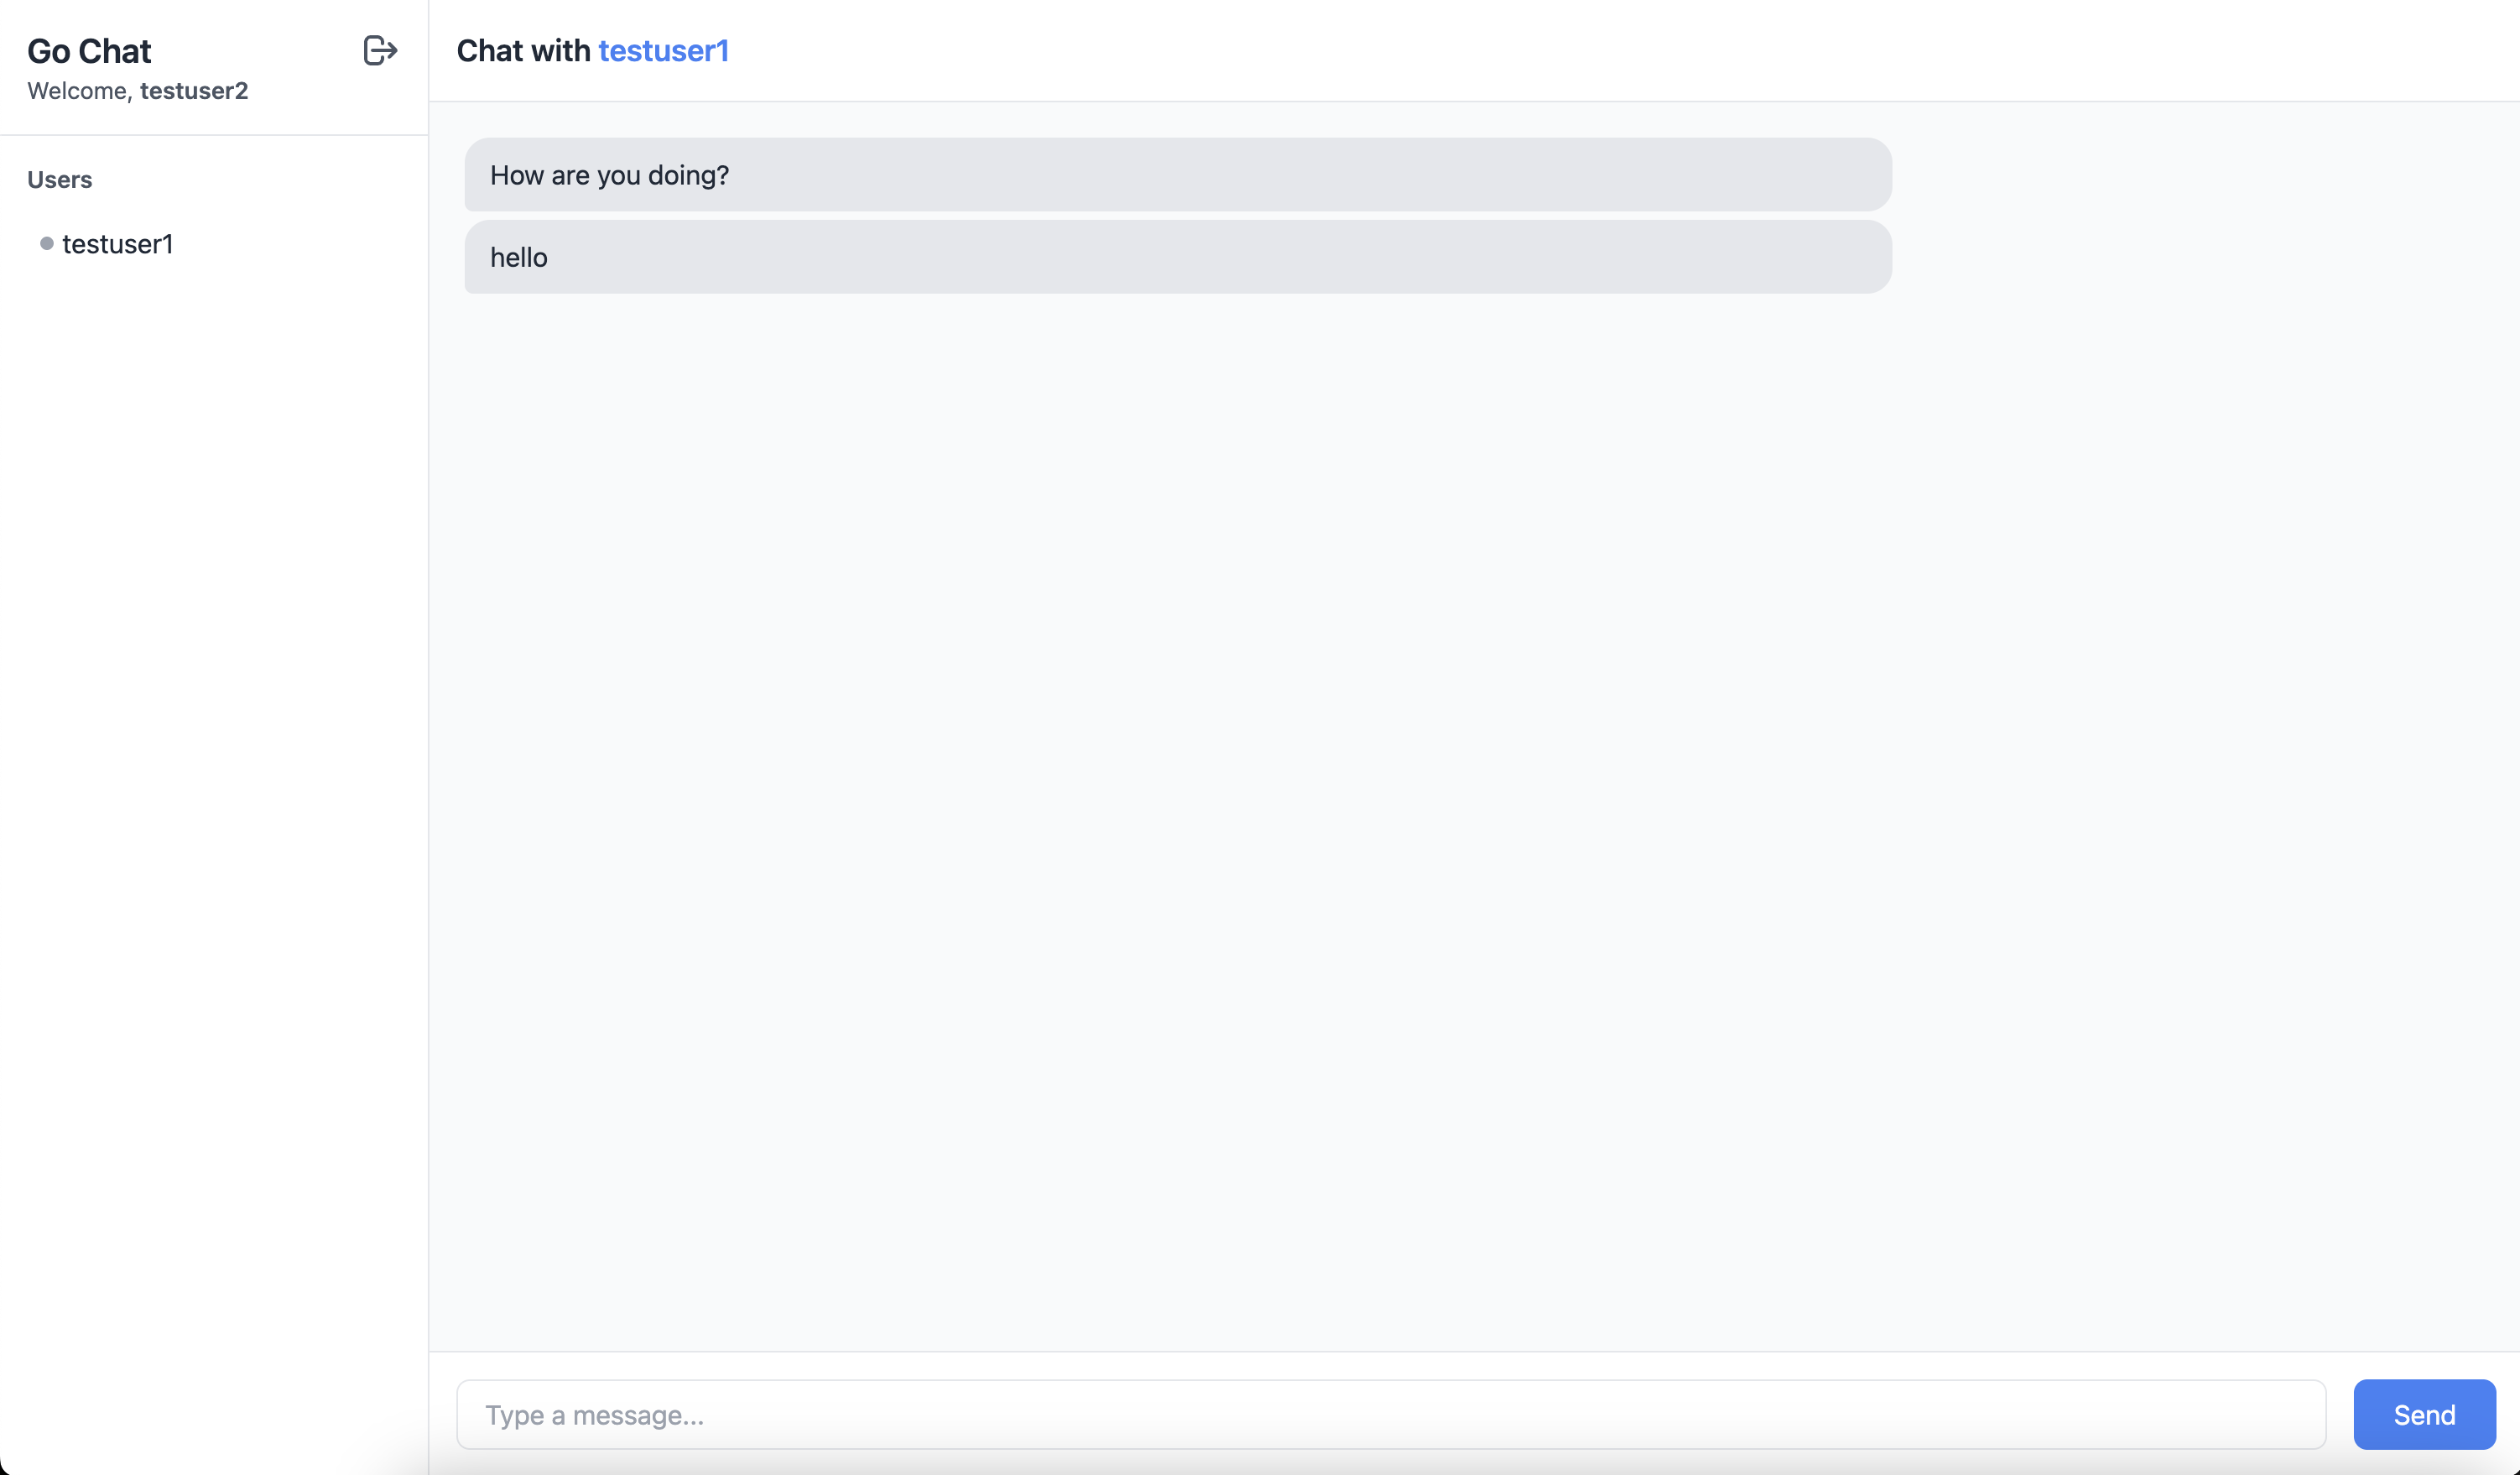 Go Chat
Welcome, testuser2
Users
testuser1
Chat with testuser1
How are you doing?
hello
Type a message...
Send